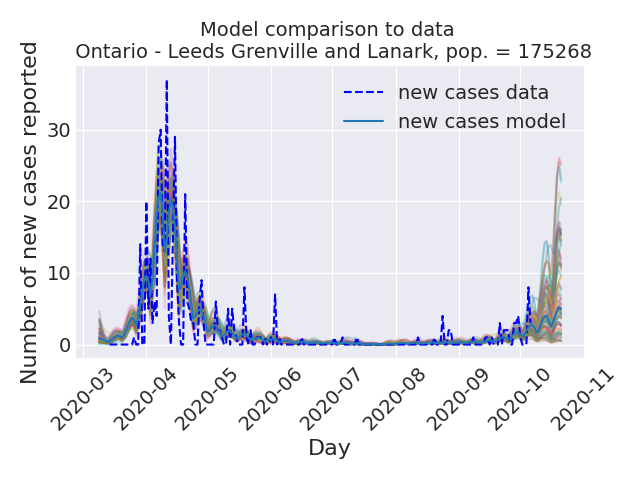 Model comparison to data
Ontario - Leeds Grenville and Lanark, pop. = 175268
Number of new cases reported
30
20
10
0
new cases data
new cases model
2020-03
2020-04
2020-05
2020-06
2020-07
2020-08
2020-09
2020-10
2020-11
Day